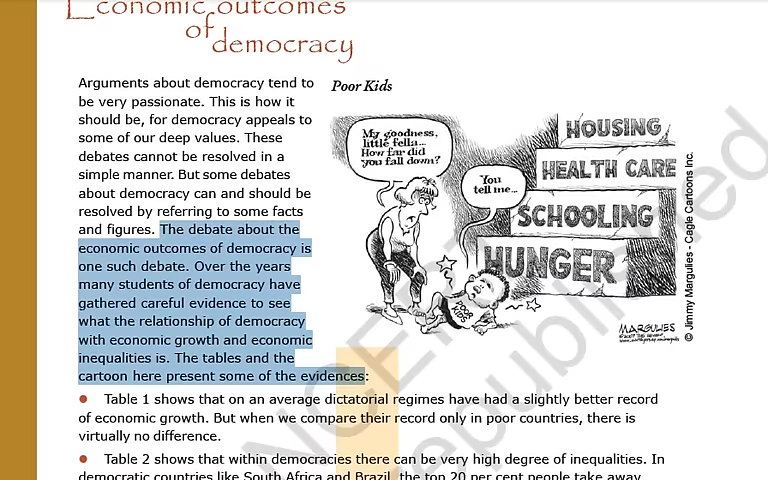 Economic outcomes
of
democracy
Arguments about democracy tend to
be very passionate. This is how it
should be, for democracy appeals to
some of our deep values. These
debates cannot be resolved in a
simple manner. But some debates
about democracy can and should be
resolved by referring to some facts
and figures. The debate about the
economic outcomes of democracy is
one such debate. Over the years
many students of democracy have
gathered careful evidence to see
what the relationship of democracy
with economic growth and economic
inequalities is. The tables and the
cartoon here present some of the evidences:
Poor Kids
My goodness,
little fella...
How far did
you fall down?
You
tell me...
HOUSING
HEALTH CARE
SCHOOLING
HUNGER
POOR
KIDS
MARGULIES
© Jimmy Margulies - Cagle Cartoons Inc.
● Table 1 shows that on an average dictatorial regimes have had a slightly better record
of economic growth. But when we compare their record only in poor countries, there is
virtually no difference.
● Table 2 shows that within democracies there can be very high degree of inequalities. In
democratic countries like South Africa and Brazil, the top 20 per cent people take away
NCERT
republished